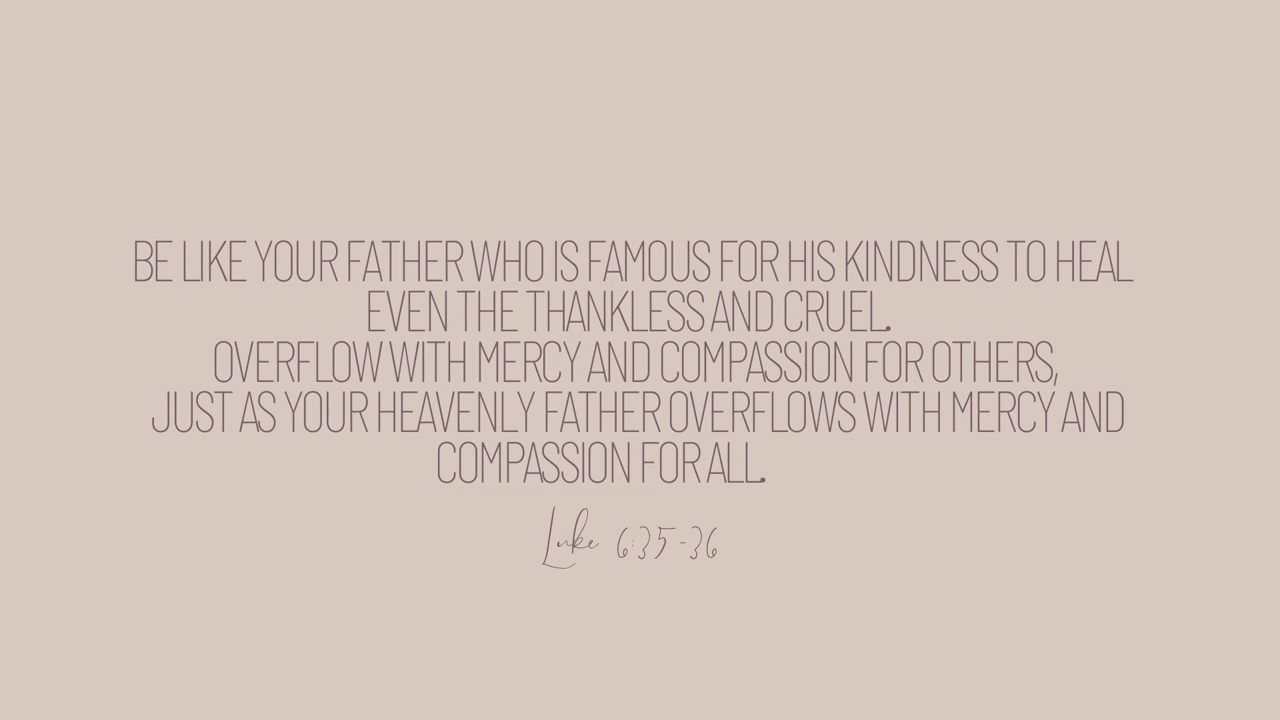 BE LIKE YOUR FATHER WHO IS FAMOUS FOR HIS KINDNESS TO HEAL
EVEN THE THANKLESS AND CRUEL.
OVERFLOW WITH MERCY AND COMPASSION FOR OTHERS,
JUST AS YOUR HEAVENLY FATHER OVERFLOWS WITH MERCY AND
COMPASSION FOR ALL.
Luke 6:35-36